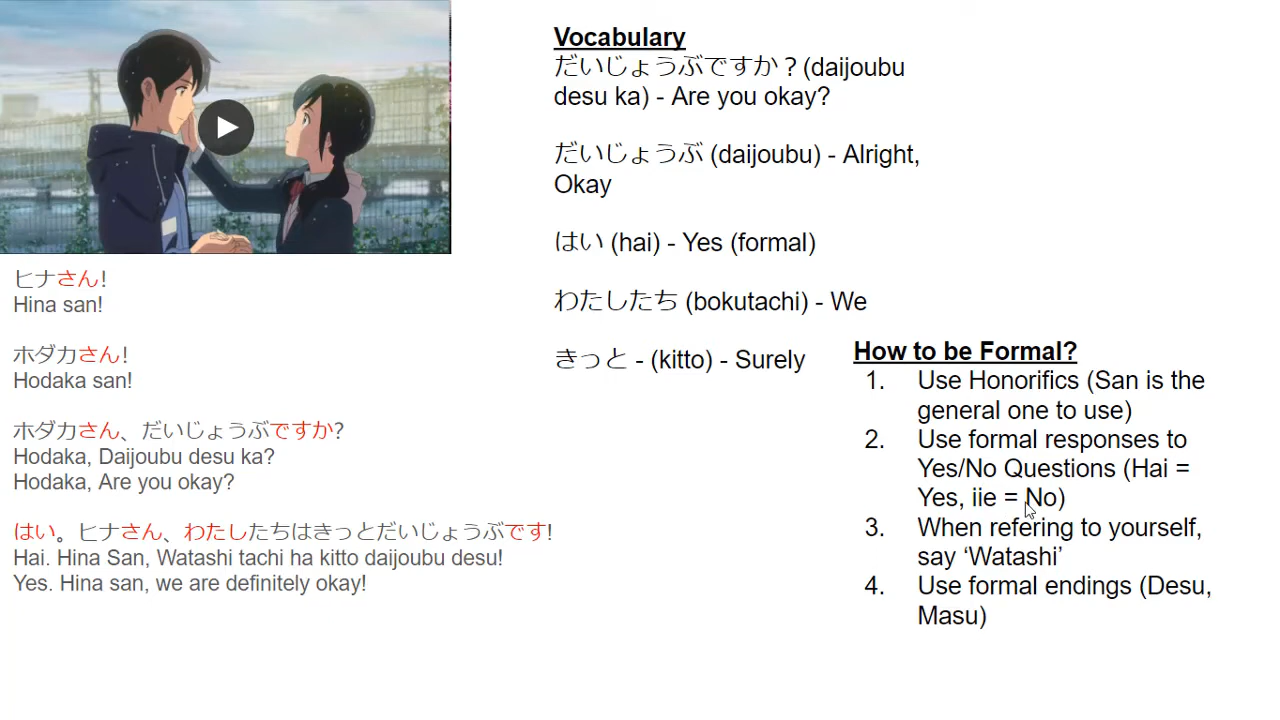 ヒナさん!
Hina san!
ホダカさん!
Hodaka san!
ホダカさん、だいじょうぶですか?
Hodaka, Daijoubu desu ka?
Hodaka, Are you okay?
はい。ヒナさん、わたしたちはきっとだいじょうぶです!
Hai. Hina San, Watashi tachi ha kitto daijoubu desu!
Yes. Hina san, we are definitely okay!
Vocabulary
だいじょうぶですか？(daijoubu
desu ka) - Are you okay?
だいじょうぶ (daijoubu) - Alright,
Okay
はい (hai) - Yes (formal)
わたしたち (bokutachi) - We
きっと - (kitto) - Surely
How to be Formal?
1. Use Honorifics (San is the
general one to use)
2. Use formal responses to
Yes/No Questions (Hai =
Yes, iie = No)
3. When refering to yourself,
say ‘Watashi’
4. Use formal endings (Desu,
Masu)